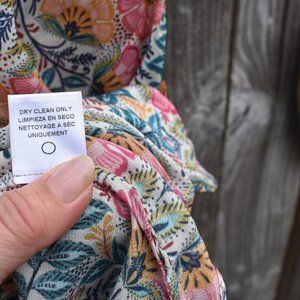 DRY CLEAN ONLY
LIMPIEZA EN SECO
NETTOYAGE A SEC
UNIQUEMENT